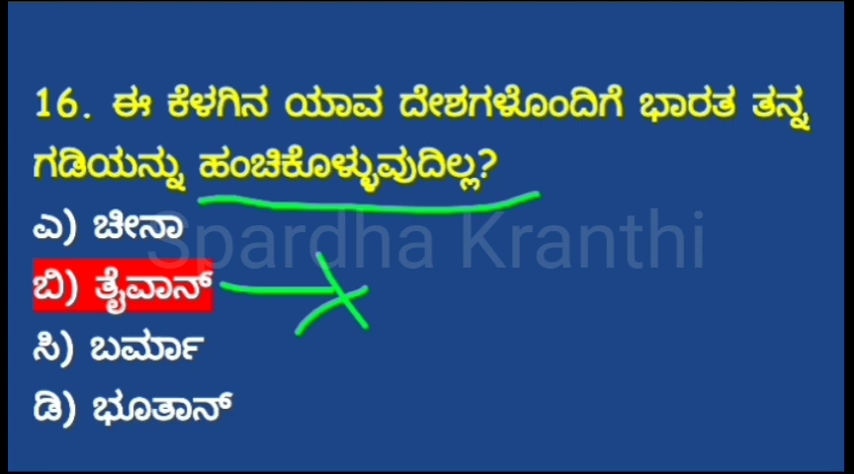 16. ಈ ಕೆಳಗಿನ ಯಾವ ದೇಶಗಳೊಂದಿಗೆ ಭಾರತ ತನ್ನ
ಗಡಿಯನ್ನು ಹಂಚಿಕೊಳ್ಳುವುದಿಲ್ಲ?
ಎ) ಚೀನಾ
Spardha Kranthi
ಬಿ) ತೈವಾನ್
ಸಿ) ಬರ್ಮಾ
ಡಿ) ಭೂತಾನ್